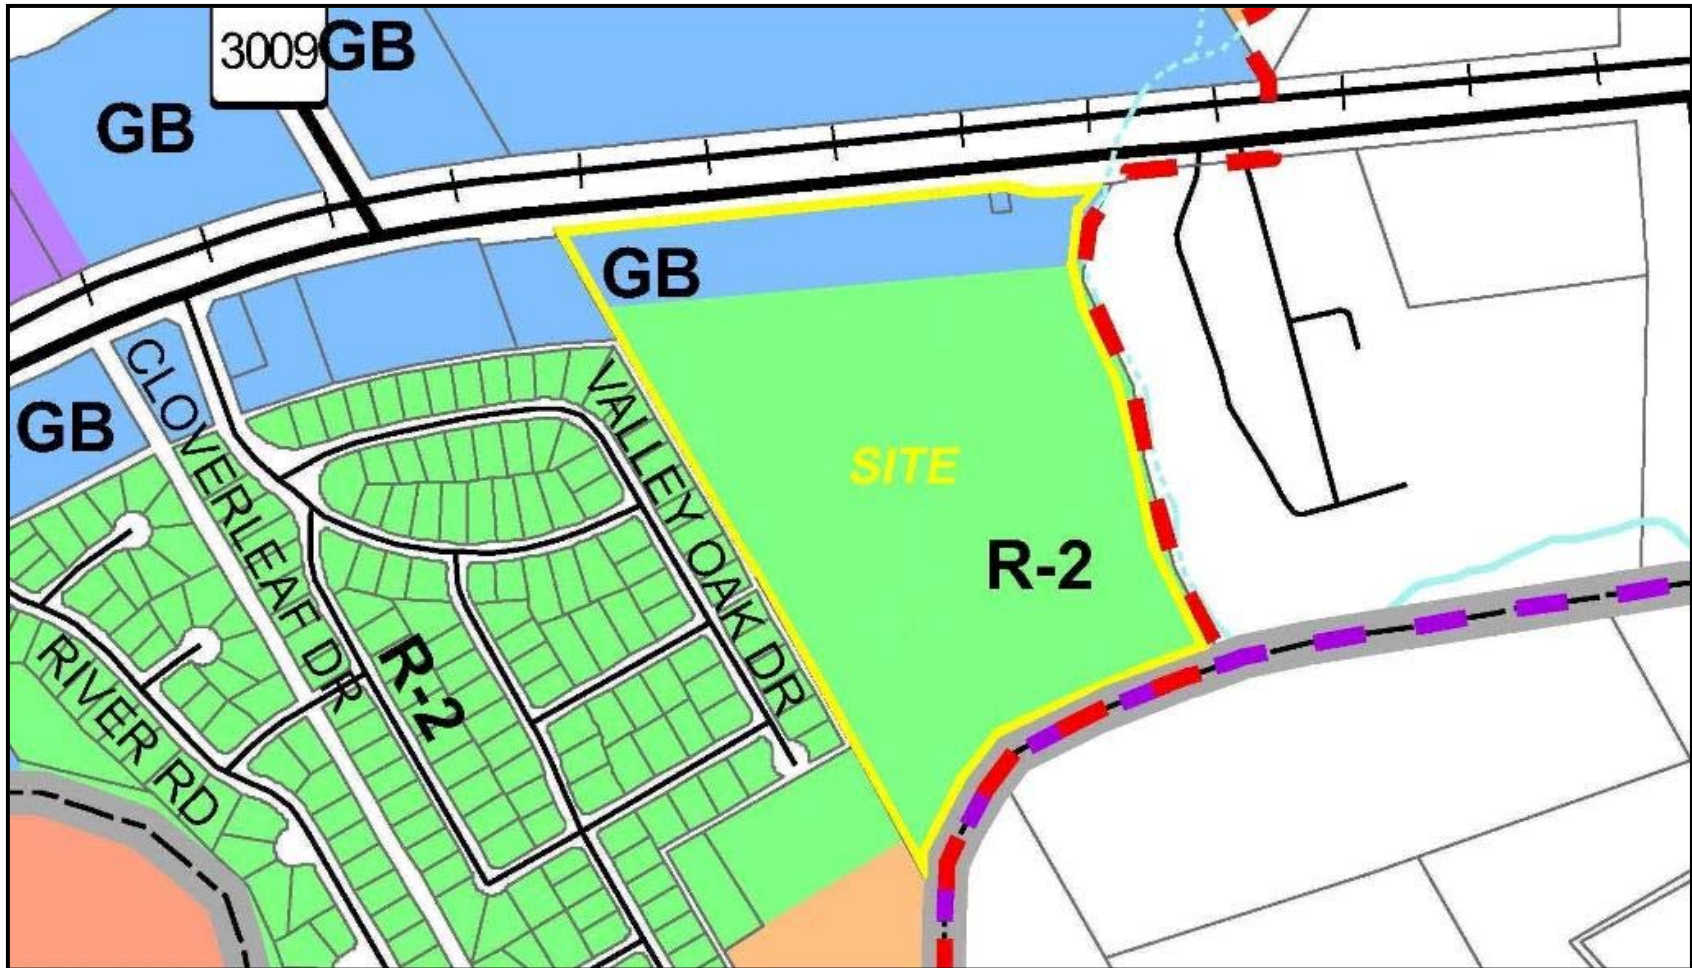 3009
GB
GB
GB
GB
CLOVERLEAF DR
VALLEY OAK DR
SITE
R-2
R-2
RIVER RD